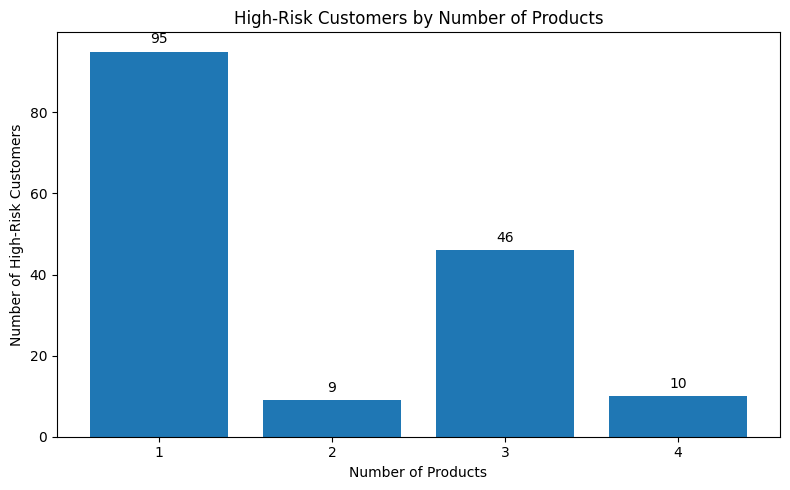 High-Risk Customers by Number of Products
Number of High-Risk Customers
80
60
40
20
0
95
9
46
10
1 2 3 4
Number of Products